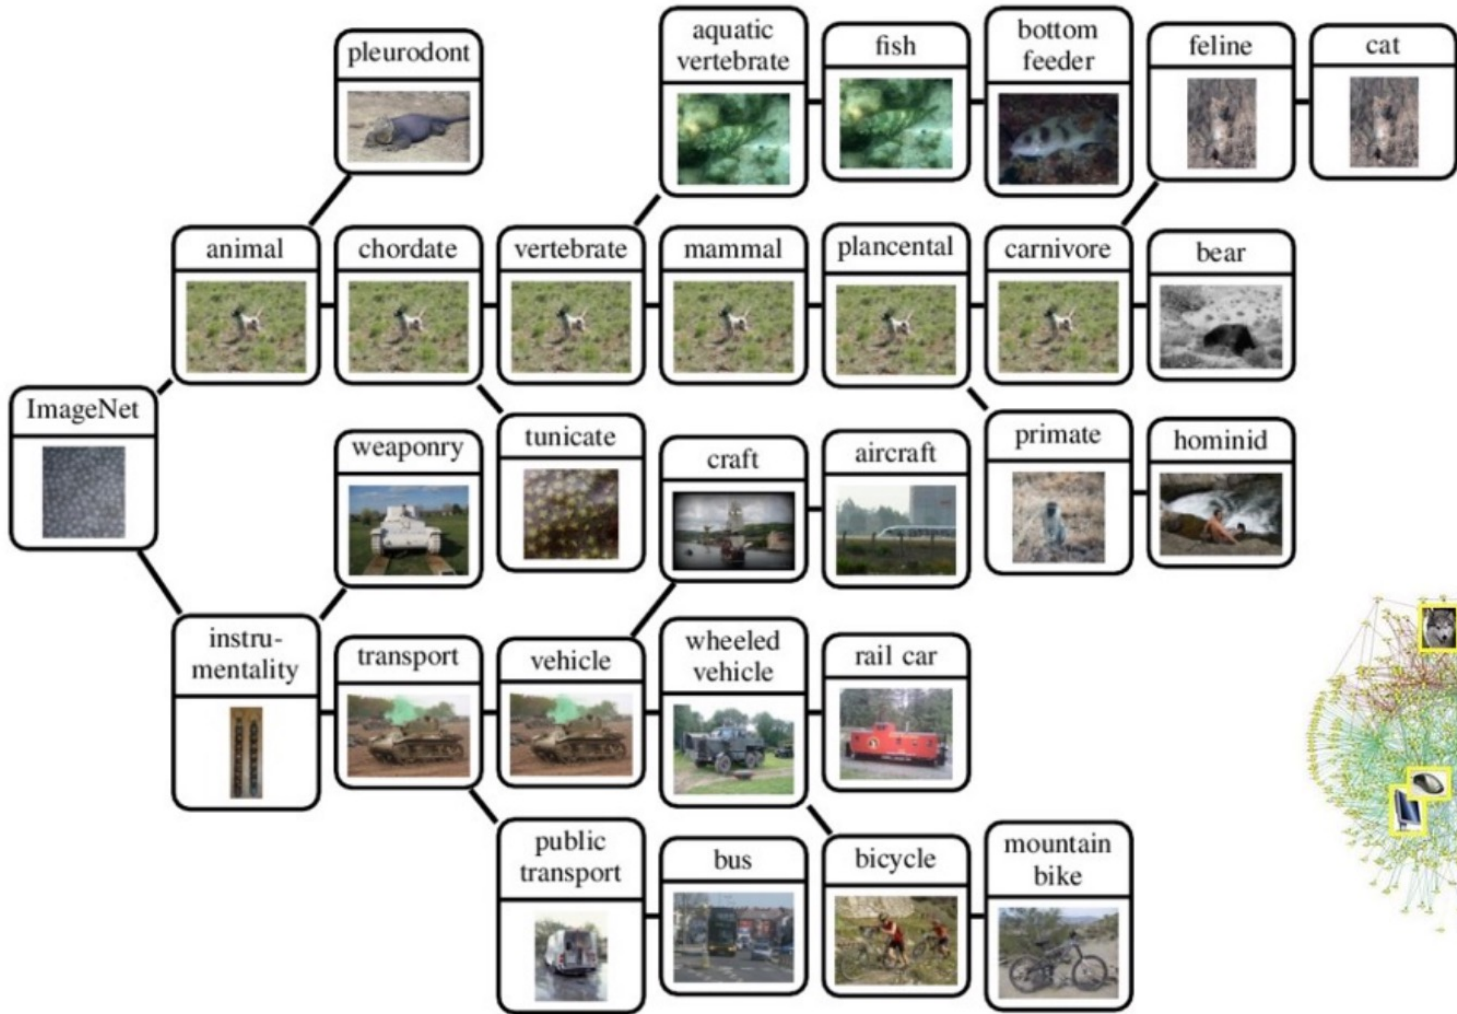 aquatic
vertebrate
fish
bottom
feeder
feline
cat
pleurodont
animal
chordate
vertebrate
mammal
plancental
carnivore
bear
ImageNet
weaponry
tunicate
craft
aircraft
primate
hominid
instru-
mentality
transport
vehicle
wheeled
vehicle
rail car
public
transport
bus
bicycle
mountain
bike